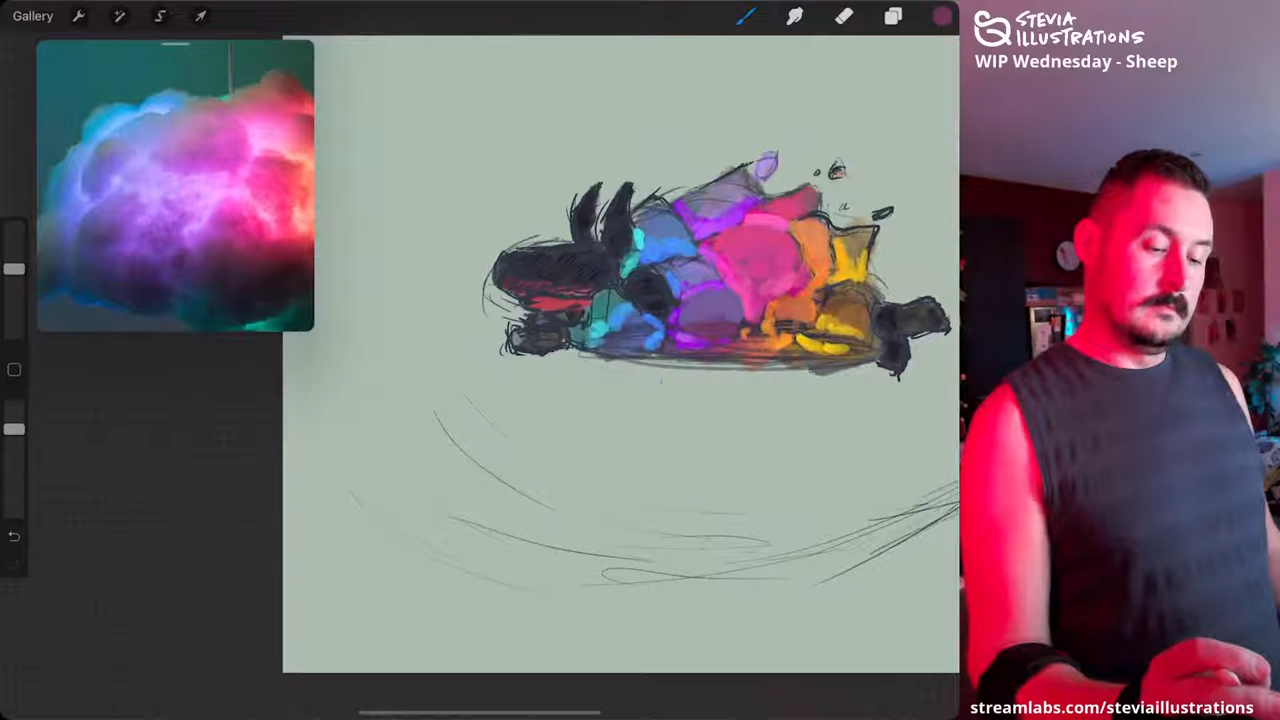 Gallery
STEVIA
ILLUSTRATIONS
WIP Wednesday - Sheep
streamlabs.com/steviaillustrations